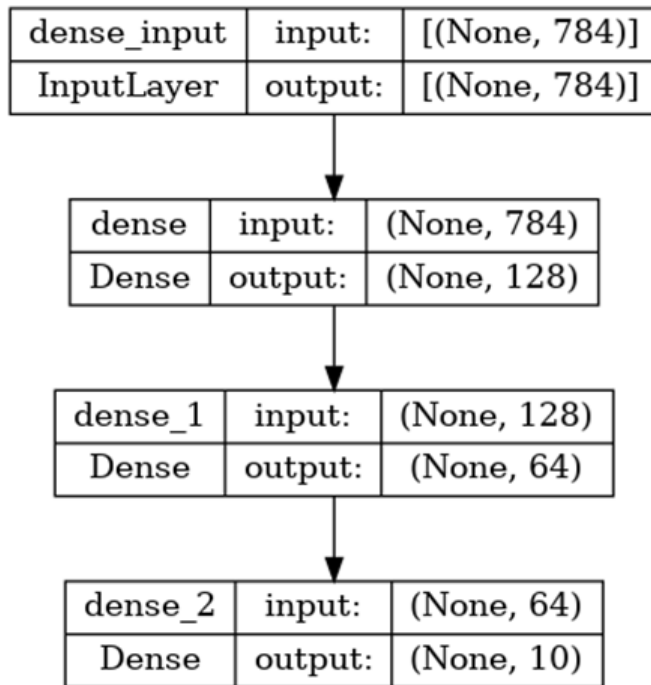 dense_input input: [(None, 784)]
InputLayer output: [(None, 784)]
dense input: (None, 784)
Dense output: (None, 128)
dense_1 input: (None, 128)
Dense output: (None, 64)
dense_2 input: (None, 64)
Dense output: (None, 10)